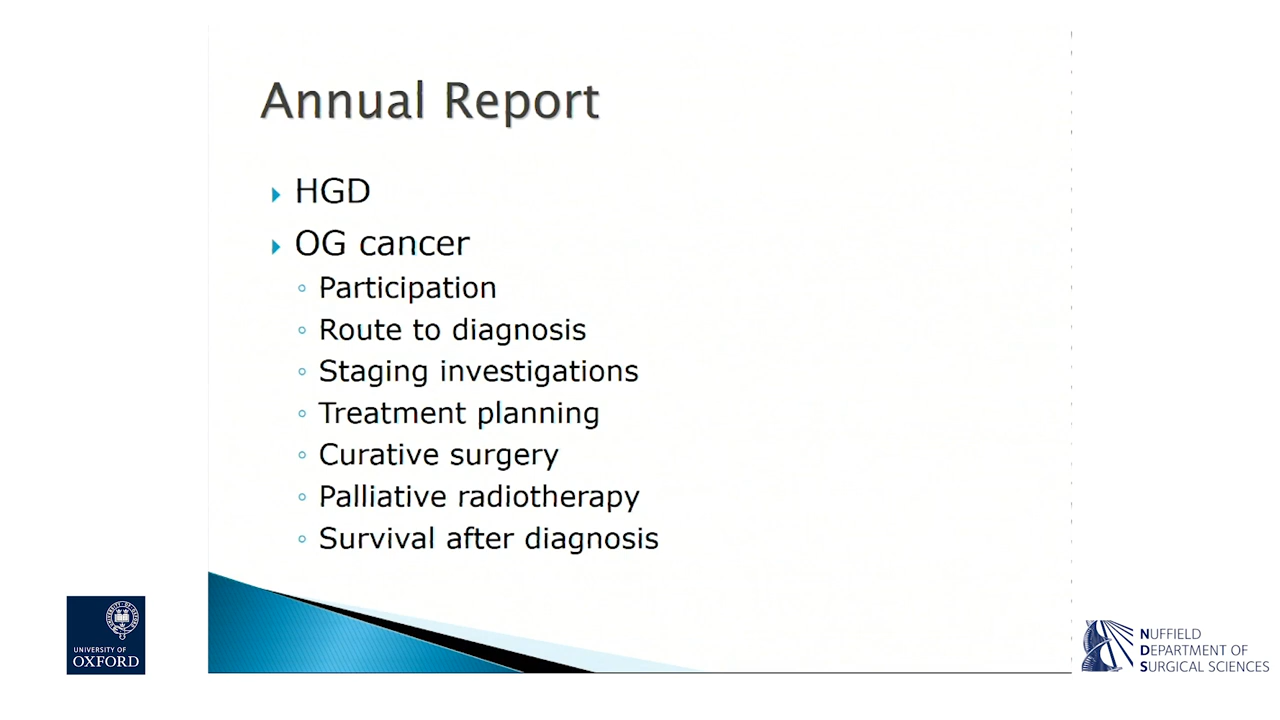 Annual Report
HGD
OG cancer
Participation
Route to diagnosis
Staging investigations
Treatment planning
Curative surgery
Palliative radiotherapy
Survival after diagnosis
UNIVERSITY OF
OXFORD
NUFFIELD
DEPARTMENT OF
SURGICAL SCIENCES